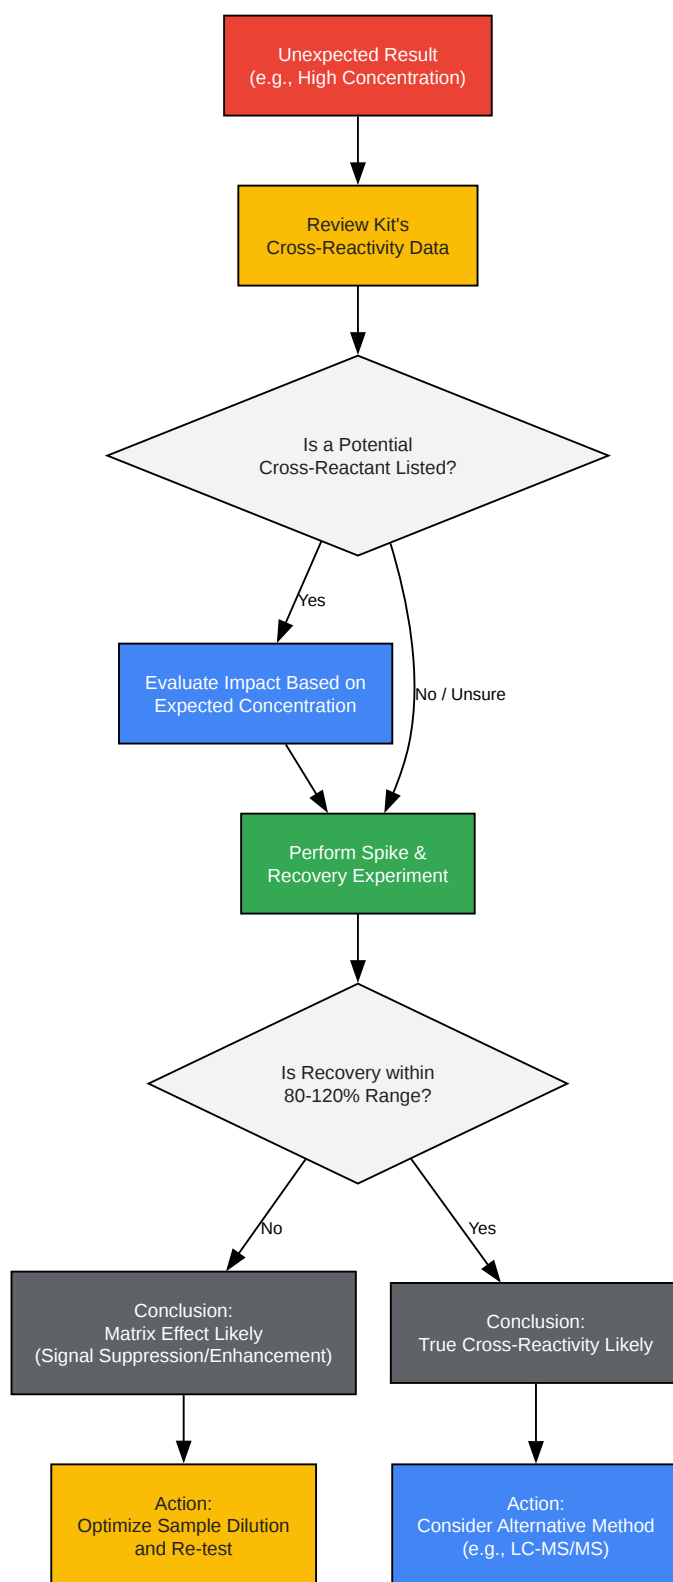 Unexpected Result
(e.g., High Concentration)
Review Kit's
Cross-Reactivity Data
Is a Potential
Cross-Reactant Listed?
Yes
Evaluate Impact Based on
Expected Concentration
No / Unsure
Perform Spike &
Recovery Experiment
Is Recovery within
80-120% Range?
No
Yes
Conclusion:
Matrix Effect Likely
(Signal Suppression/Enhancement)
Conclusion:
True Cross-Reactivity Likely
Action:
Optimize Sample Dilution
and Re-test
Action:
Consider Alternative Method
(e.g., LC-MS/MS)